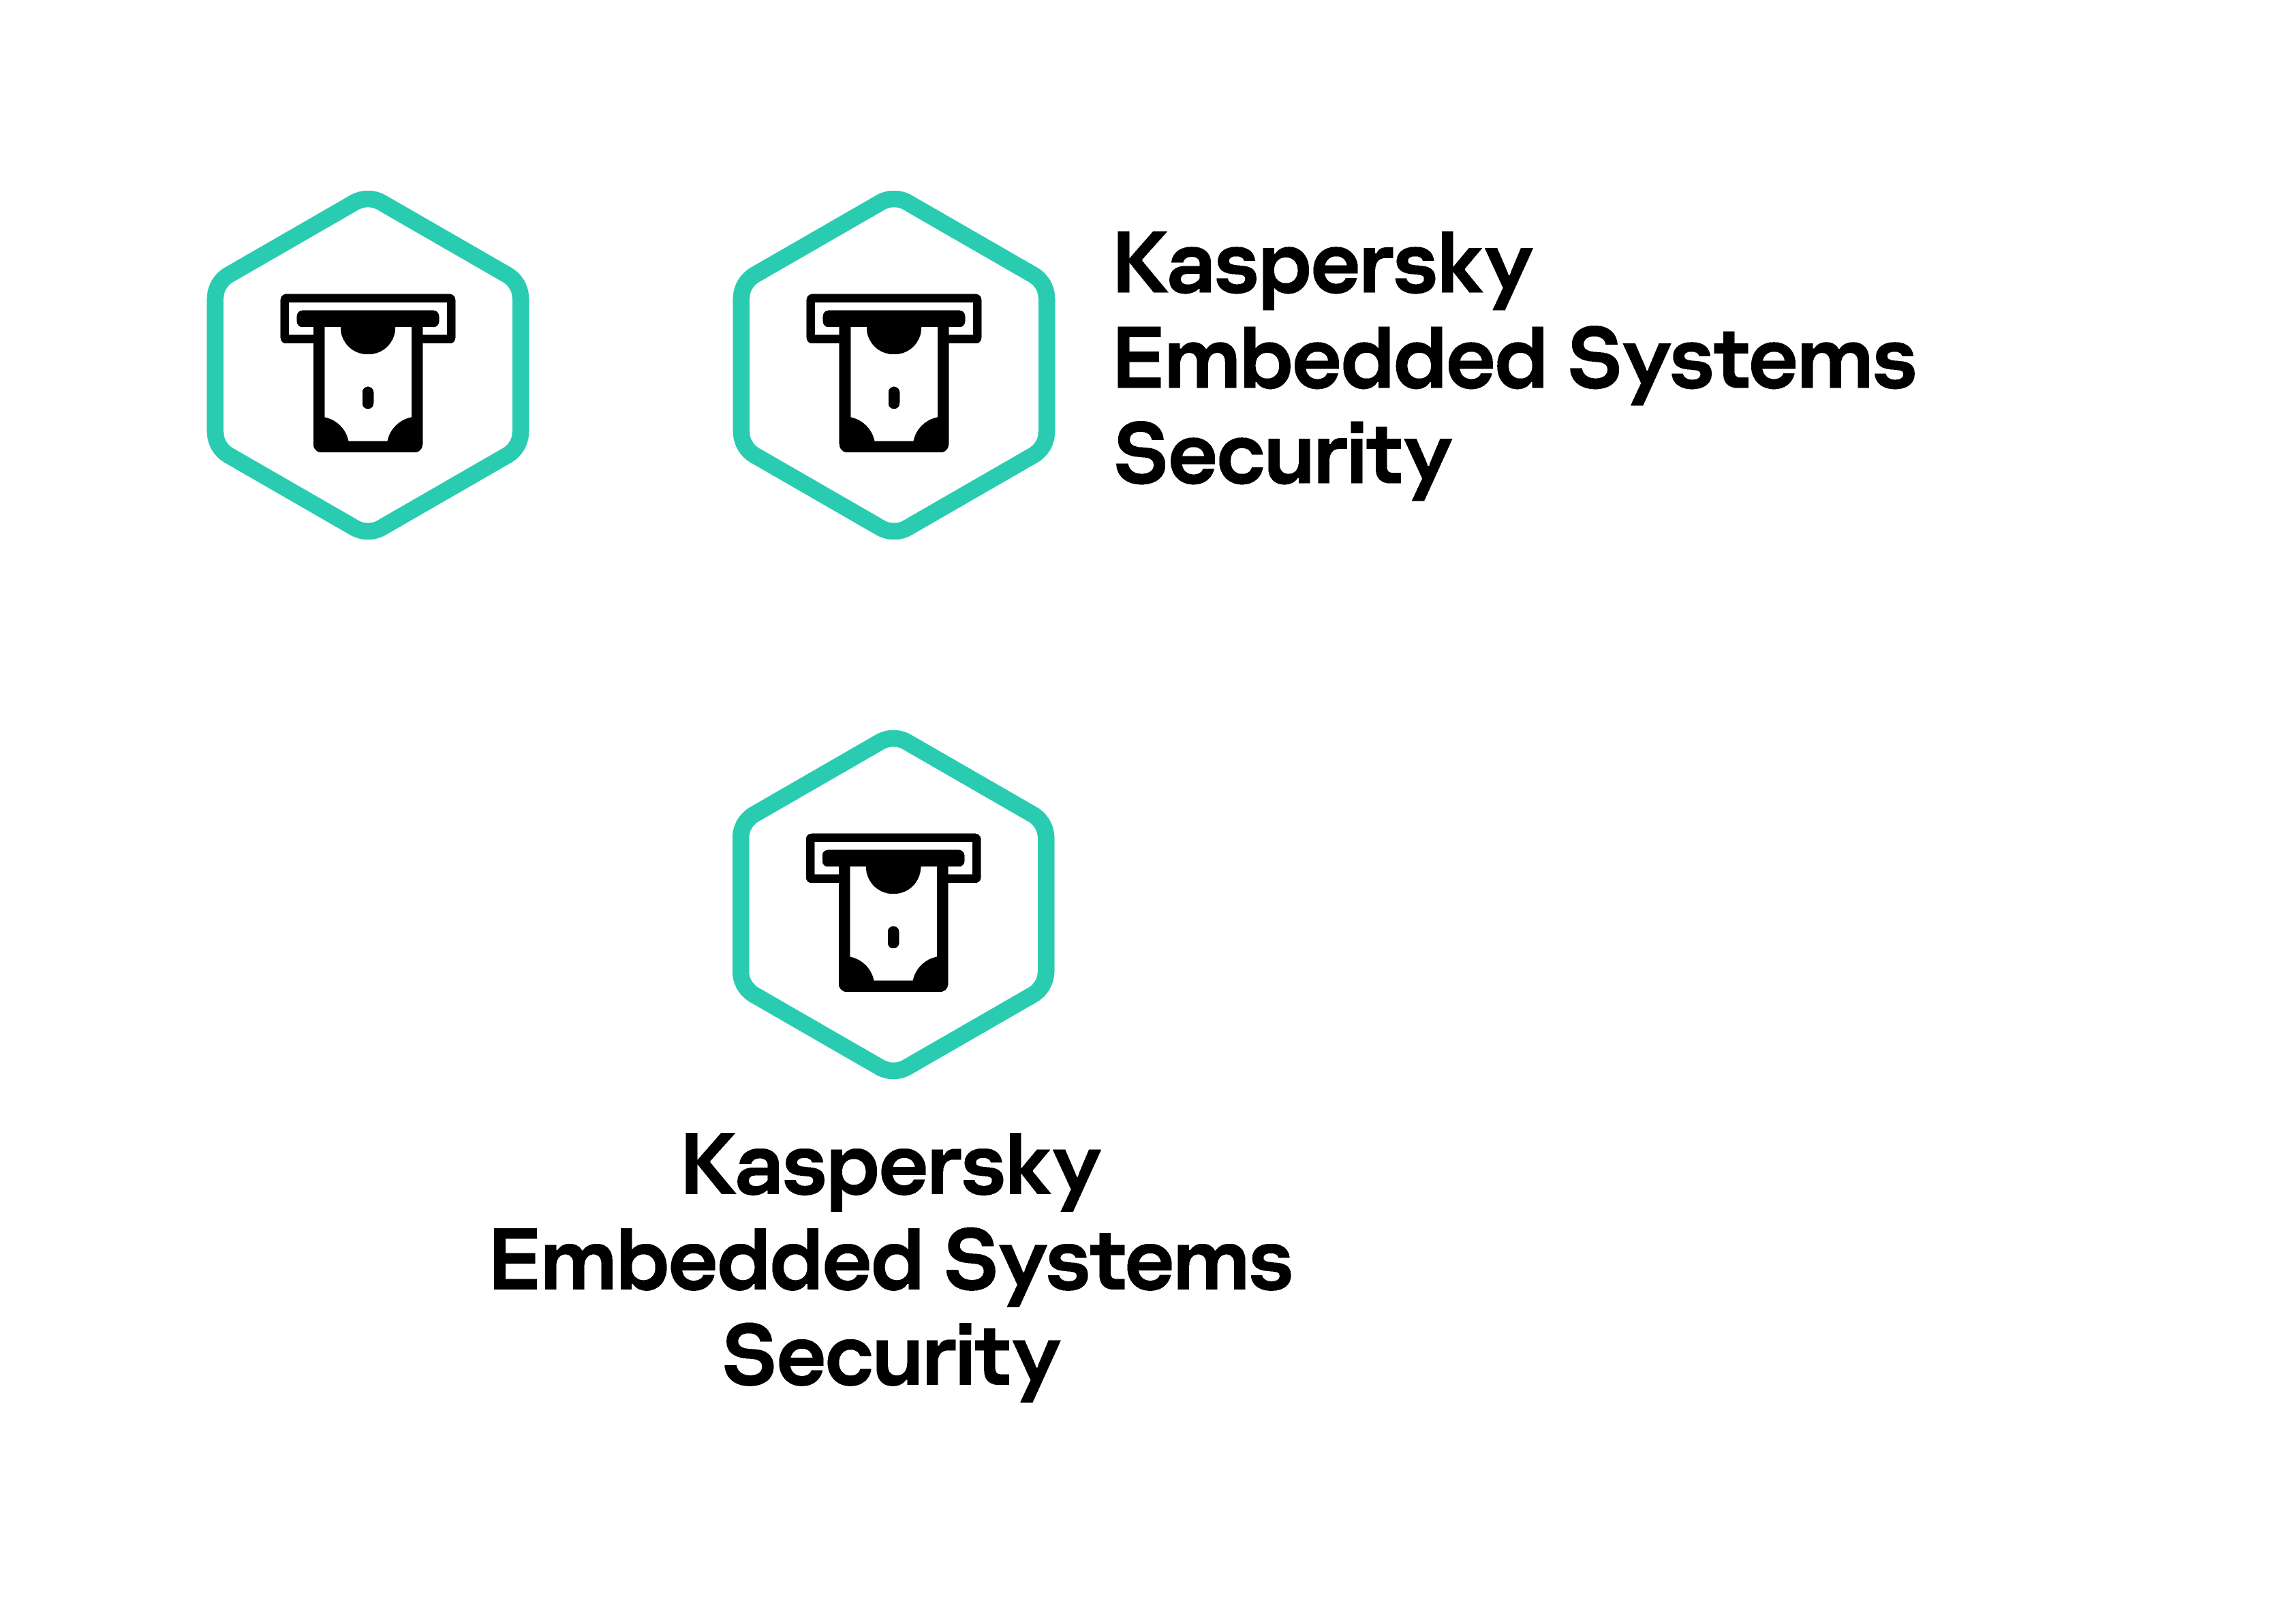 Kaspersky
Embedded Systems
Security
Kaspersky
Embedded Systems
Security